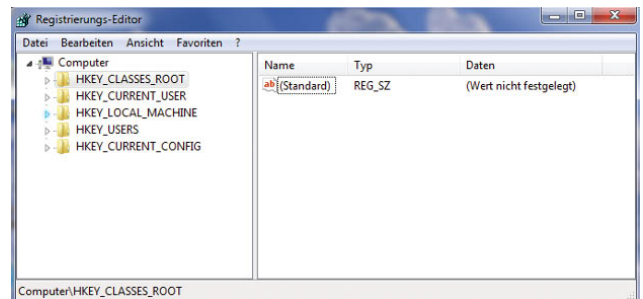 Registrierungs-Editor
Datei Bearbeiten Ansicht Favoriten ?
Computer
HKEY_CLASSES_ROOT
HKEY_CURRENT_USER
HKEY_LOCAL_MACHINE
HKEY_USERS
HKEY_CURRENT_CONFIG
Name Typ Daten
ab (Standard) REG_SZ (Wert nicht festgelegt)
Computer\HKEY_CLASSES_ROOT